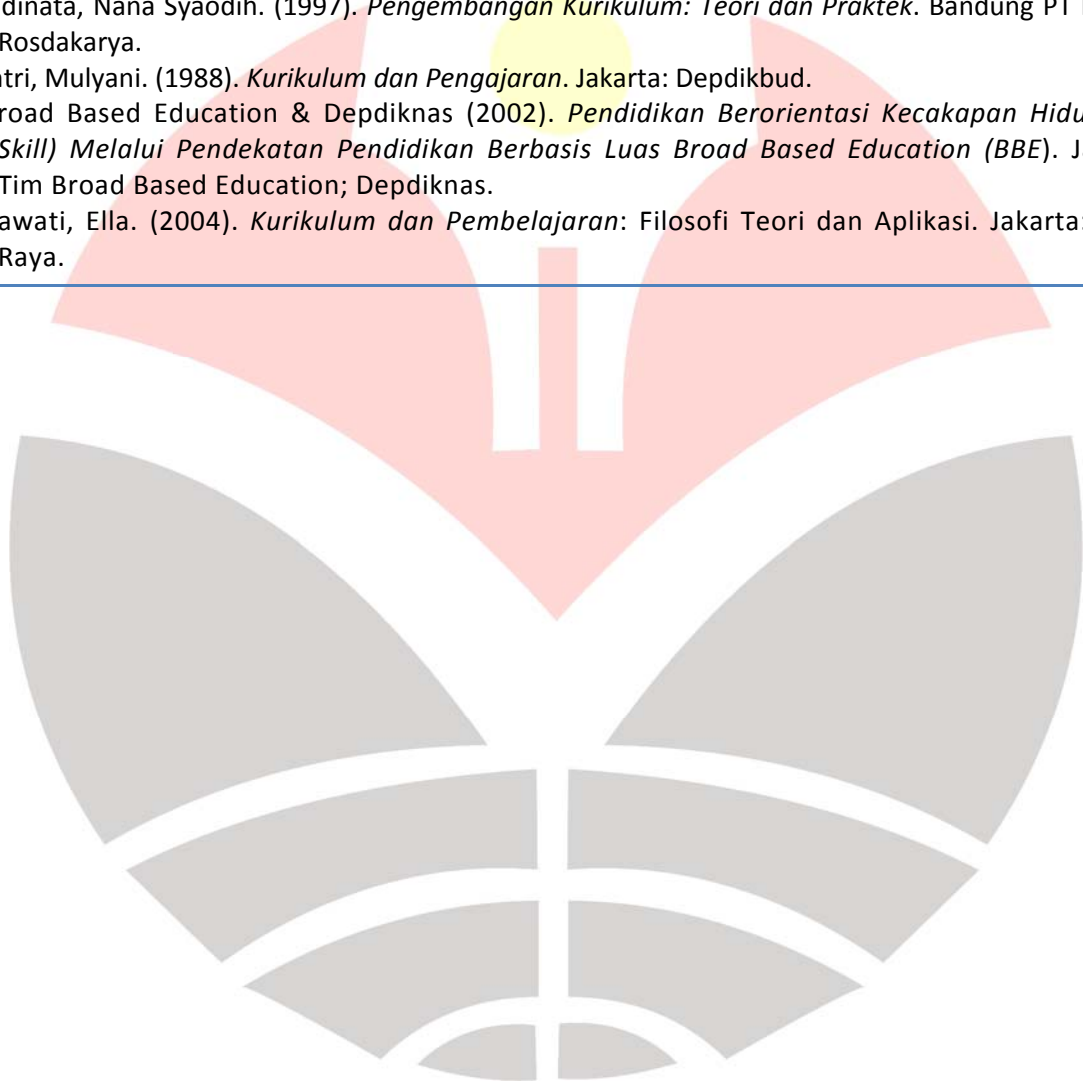 dinata, Nana Syaodih. (1997). Pengembangan Kurikulum: Teori dan Praktek. Bandung PT
Rosdakarya.
tri, Mulyani. (1988). Kurikulum dan Pengajaran. Jakarta: Depdikbud.
road Based Education & Depdiknas (2002). Pendidikan Berorientasi Kecakapan Hidu
Skill) Melalui Pendekatan Pendidikan Berbasis Luas Broad Based Education (BBE). J
Tim Broad Based Education; Depdiknas.
awati, Ella. (2004). Kurikulum dan Pembelajaran: Filosofi Teori dan Aplikasi. Jakarta:
Raya.